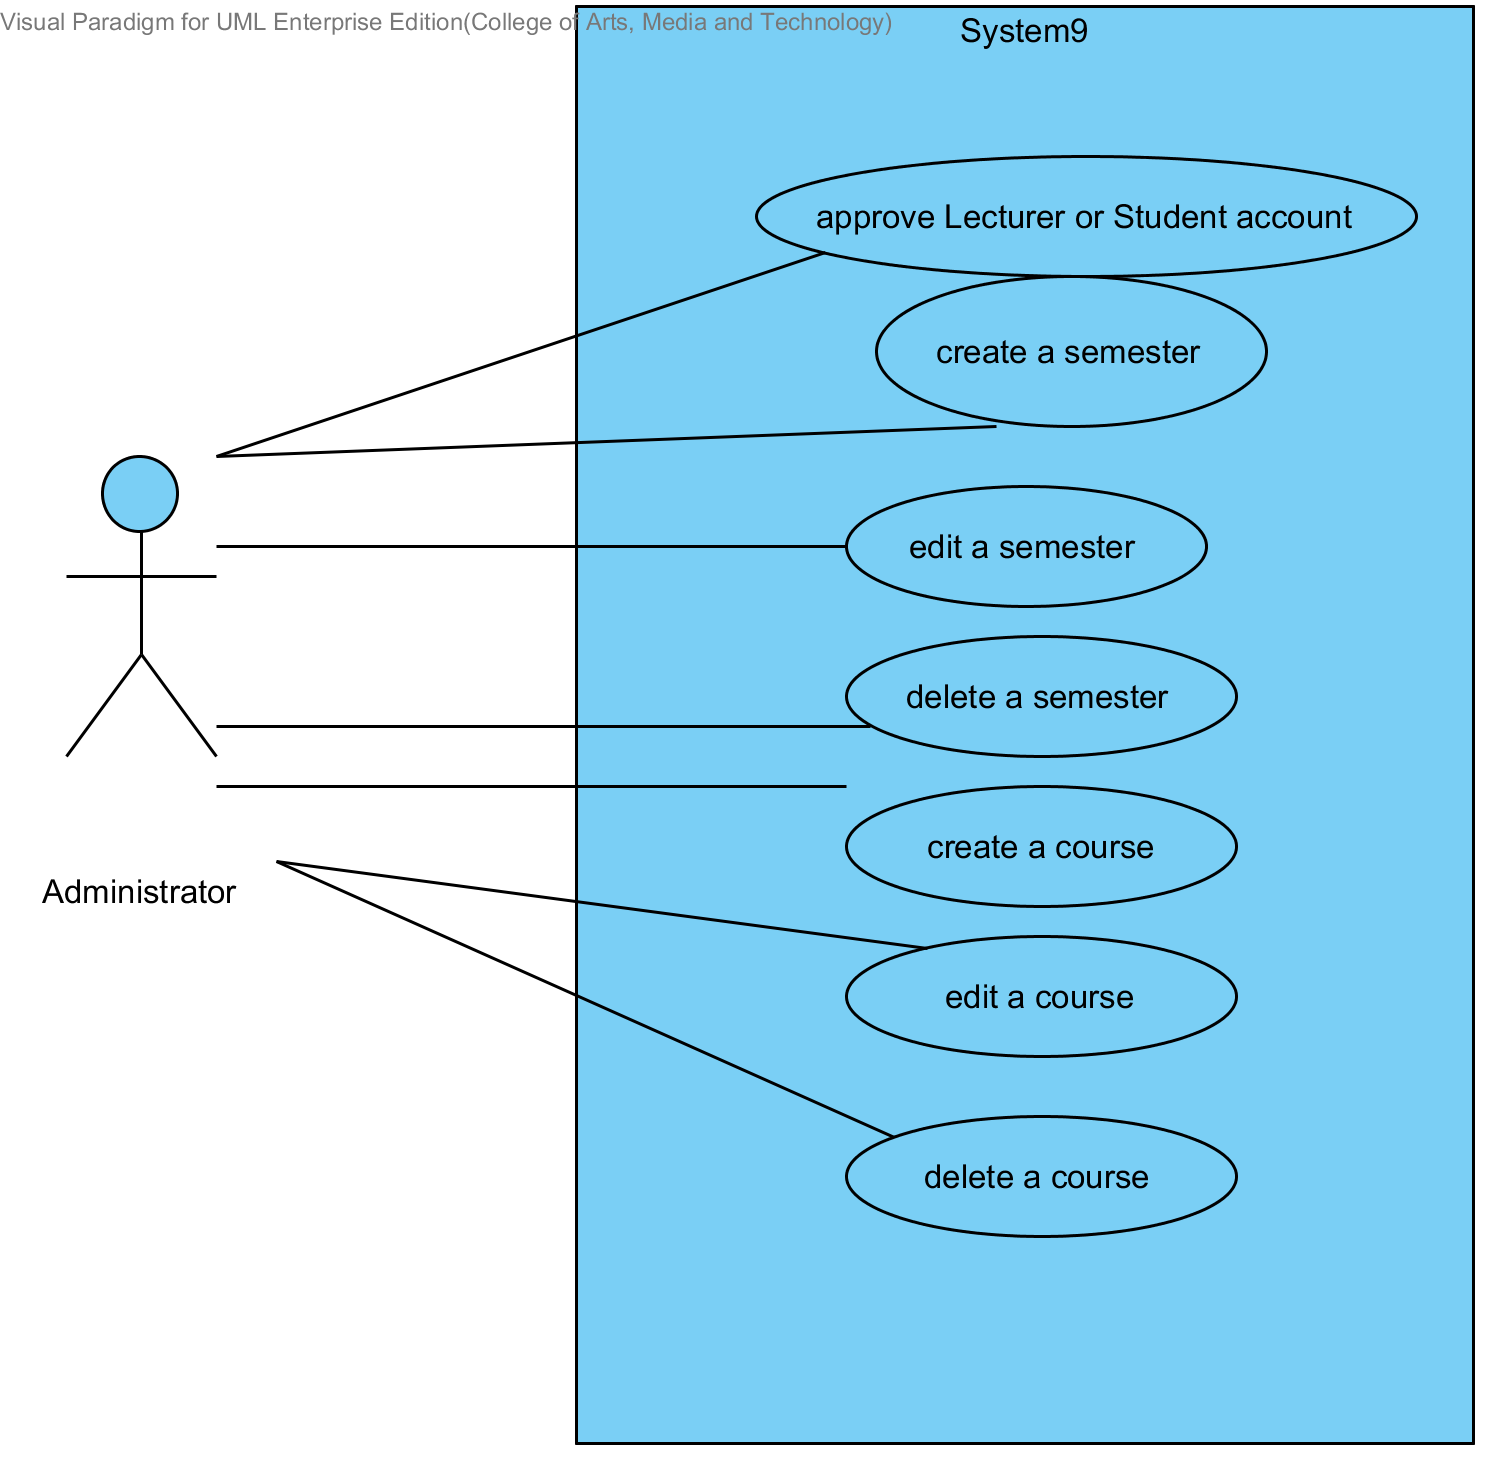 Visual Paradigm for UML Enterprise Edition(College of Arts, Media and Technology)
System9
approve Lecturer or Student account
create a semester
edit a semester
delete a semester
create a course
Administrator
edit a course
delete a course